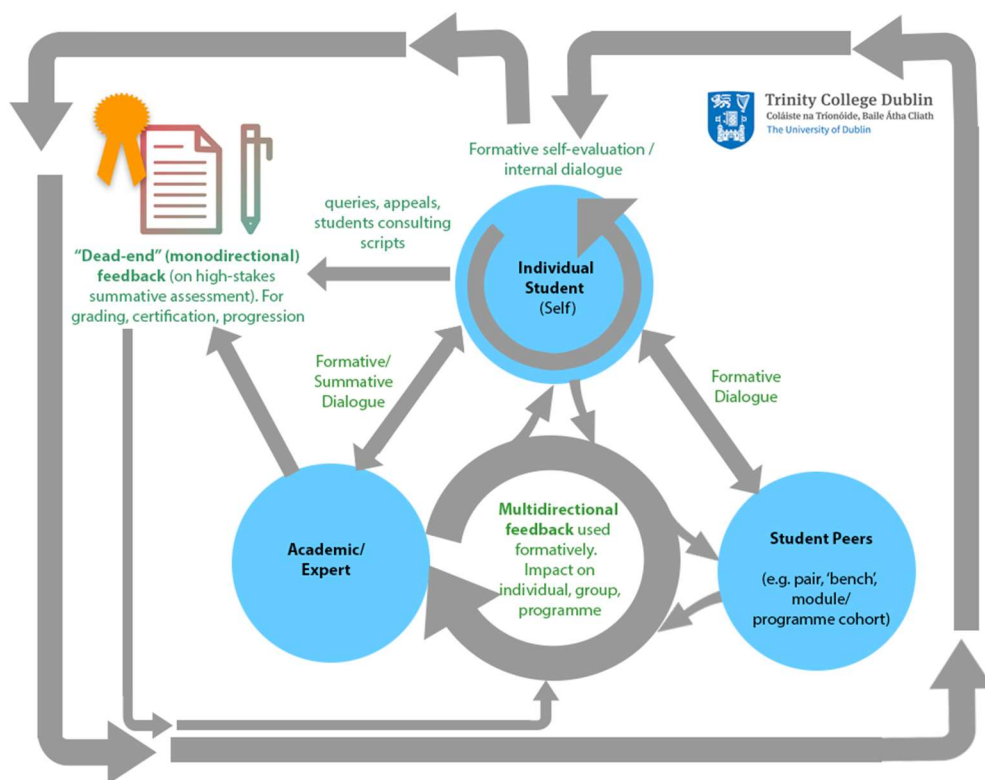 Trinity College Dublin
Coláiste na Tríonóide, Baile Átha Cliath
The University of Dublin
Formative self-evaluation /
internal dialogue
queries, appeals,
students consulting
scripts
“Dead-end” (monodirectional)
feedback (on high-stakes
summative assessment). For
grading, certification, progression
Individual
Student
(Self)
Formative/
Summative
Dialogue
Formative
Dialogue
Academic/
Expert
Multidirectional
feedback used
formatively.
Impact on
individual, group,
programme
Student Peers
(e.g. pair, ‘bench’,
module/
programme cohort)